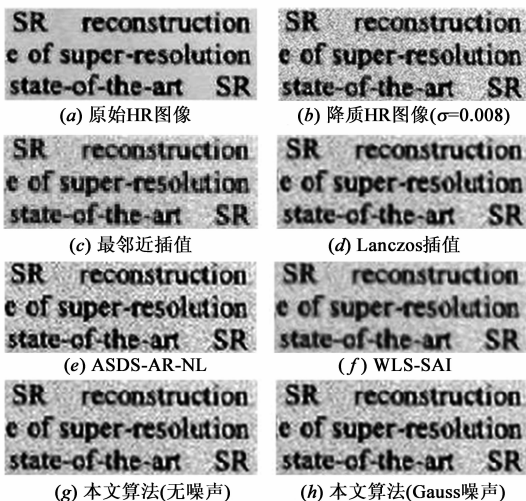 SR reconstruction
e of super-resolution
state-of-the-art SR
(a) 原始HR图像
SR reconstruction
e of super-resolution
state-of-the-art SR
(b) 降质HR图像(σ=0.008)
SR reconstruction
e of super-resolution
state-of-the-art SR
(c) 最邻近插值
SR reconstruction
e of super-resolution
state-of-the-art SR
(d) Lanczos插值
SR reconstruction
e of super-resolution
state-of-the-art SR
(e) ASDS-AR-NL
SR reconstruction
e of super-resolution
state-of-the-art SR
(f) WLS-SAI
SR reconstruction
e of super-resolution
state-of-the-art SR
(g) 本文算法(无噪声)
SR reconstruction
e of super-resolution
state-of-the-art SR
(h) 本文算法(Gauss噪声)